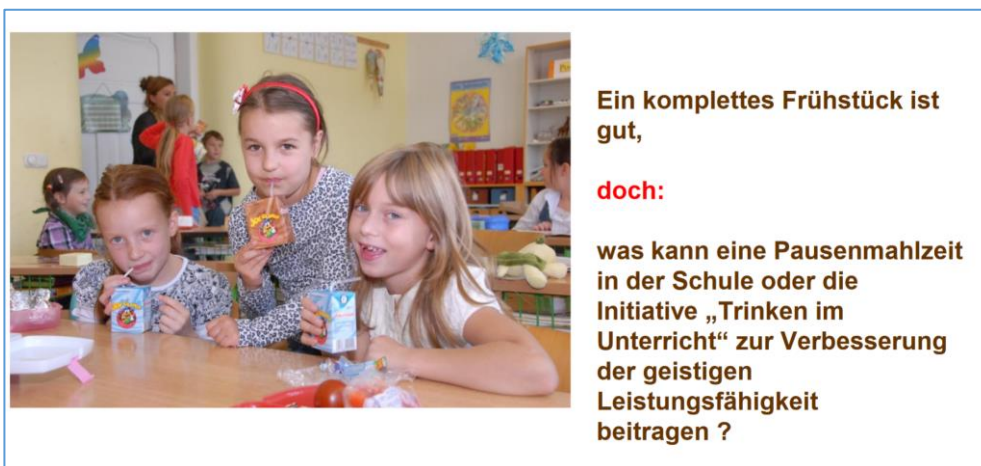 Ein komplettes Frühstück ist
gut,
doch:
was kann eine Pausenmahlzeit
in der Schule oder die
Initiative „Trinken im
Unterricht“ zur Verbesserung
der geistigen
Leistungsfähigkeit
beitragen ?